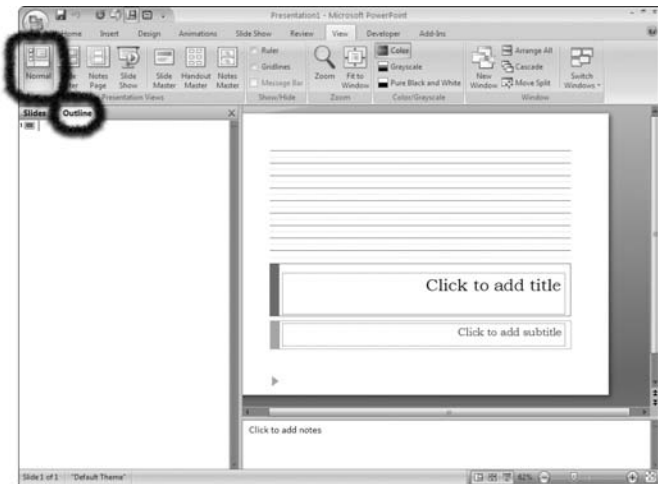 Presentation1 - Microsoft PowerPoint
Home Insert Design Animations Slide Show Review View Developer Add-Ins
Normal Notes Page Slide Show Slide Master Handout Master Notes Master
Presentation Views
Ruler
Gridlines
Message Bar
Show/Hide
Zoom Fit to Window
Zoom
Color
Grayscale
Pure Black and White
Color/Grayscale
New Window
Arrange All
Cascade
Move Split
Switch Windows
Window
Slides Outline
1
Click to add title
Click to add subtitle
Click to add notes
Slide 1 of 1 "Default Theme" 62%